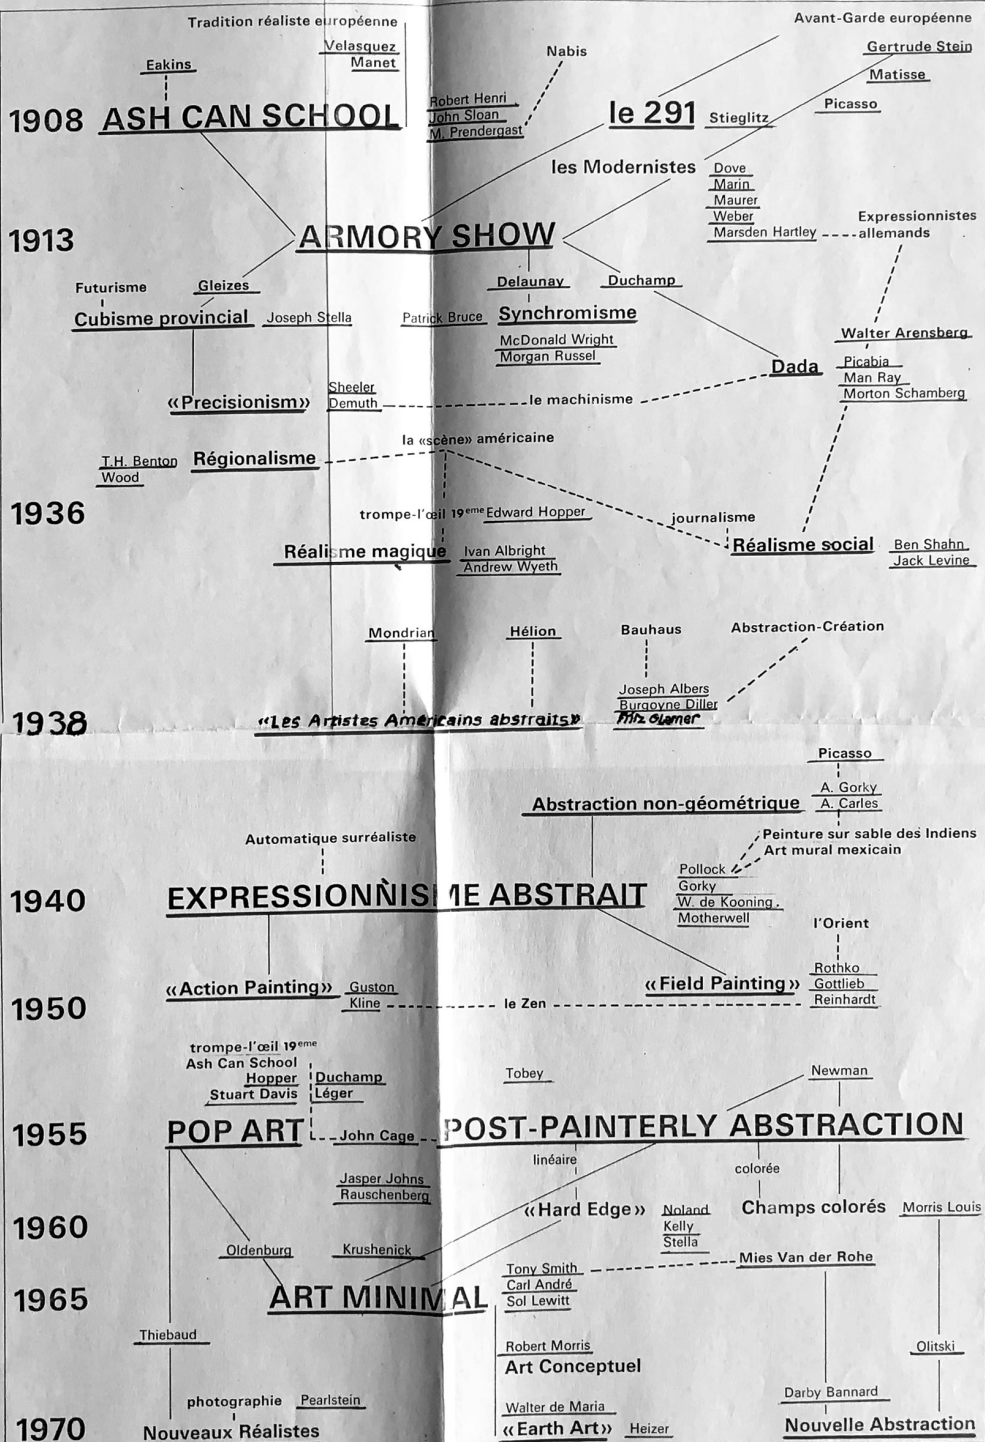 Tradition réaliste européenne
Avant-Garde européenne
Velasquez
Manet
Eakins
Nabis
Gertrude Stein
Matisse
Picasso
1908 ASH CAN SCHOOL
Robert Henri
John Sloan
M. Prendergast
le 291 Stieglitz
les Modernistes
Dove
Marin
Maurer
Weber
Marsden Hartley
Expressionnistes
allemands
1913
ARMORY SHOW
Futurisme
Gleizes
Delaunay
Duchamp
Cubisme provincial Joseph Stella
Patrick Bruce Synchromisme
McDonald Wright
Morgan Russel
Walter Arensberg
Dada
Picabia
Man Ray
Morton Schamberg
«Precisionism»
Sheeler
Demuth
le machinisme
la «scène» américaine
T.H. Benton
Wood
Régionalisme
1936
trompe-l'œil 19eme Edward Hopper
journalisme
Réalisme magique
Ivan Albright
Andrew Wyeth
Réalisme social
Ben Shahn
Jack Levine
Mondrian
Hélion
Bauhaus
Abstraction-Création
Joseph Albers
Burgoyne Diller
Fritz Glarner
1938
«Les Artistes Américains abstraits»
Picasso
A. Gorky
A. Carles
Abstraction non-géométrique
Automatique surréaliste
Peinture sur sable des Indiens
Art mural mexicain
1940
EXPRESSIONNISME ABSTRAIT
Pollock
Gorky
W. de Kooning.
Motherwell
l'Orient
Rothko
Gottlieb
Reinhardt
«Action Painting»
Guston
Kline
le Zen
«Field Painting»
1950
trompe-l'œil 19eme
Ash Can School
Hopper
Stuart Davis
Duchamp
Léger
Tobey
Newman
1955 POP ART
John Cage
POST-PAINTERLY ABSTRACTION
linéaire
colorée
Jasper Johns
Rauschenberg
1960
«Hard Edge»
Noland
Kelly
Stella
Champs colorés
Morris Louis
Oldenburg
Krushenick
Mies Van der Rohe
1965
ART MINIMAL
Tony Smith
Carl André
Sol Lewitt
Thiebaud
Robert Morris
Art Conceptuel
Olitski
photographie
Pearlstein
Walter de Maria
Darby Bannard
1970
Nouveaux Réalistes
«Earth Art» Heizer
Nouvelle Abstraction